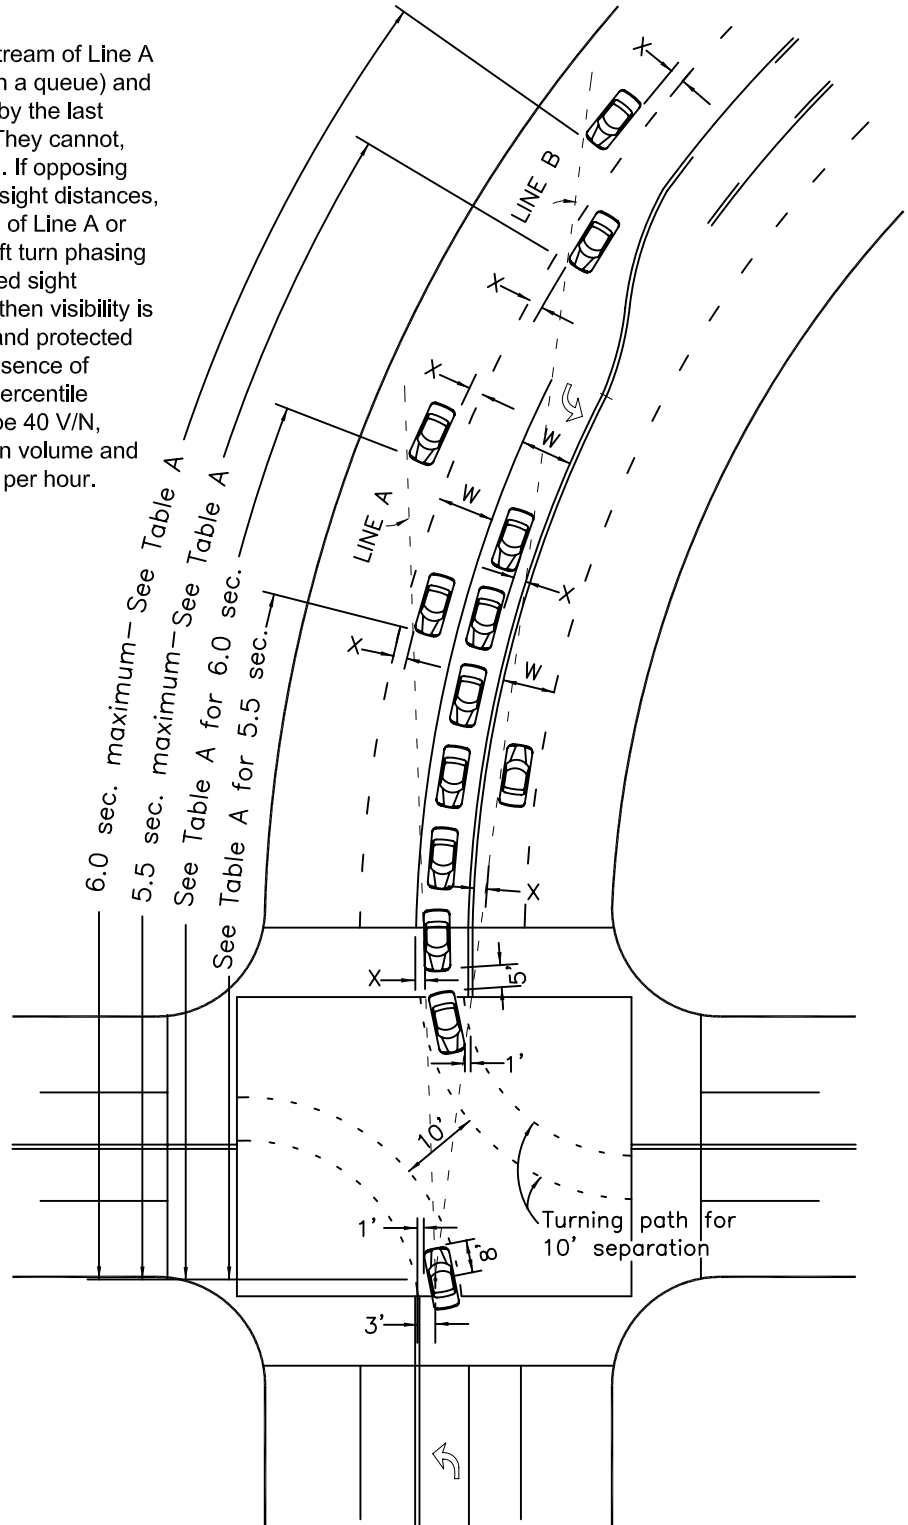 tream of Line A
n a queue) and
by the last
They cannot,
. If opposing
sight distances,
of Line A or
ft turn phasing
ed sight
then visibility is
and protected
sence of
ercentile
be 40 V/N,
n volume and
per hour.
X
LINE B
X
X
W
W
LINE A
X
X
W
6.0 sec. maximum—See Table A
5.5 sec. maximum—See Table A
See Table A for 6.0 sec.
See Table A for 5.5 sec.
X
X
5'
1'
10'
Turning path for
10' separation
1'
8'
3'